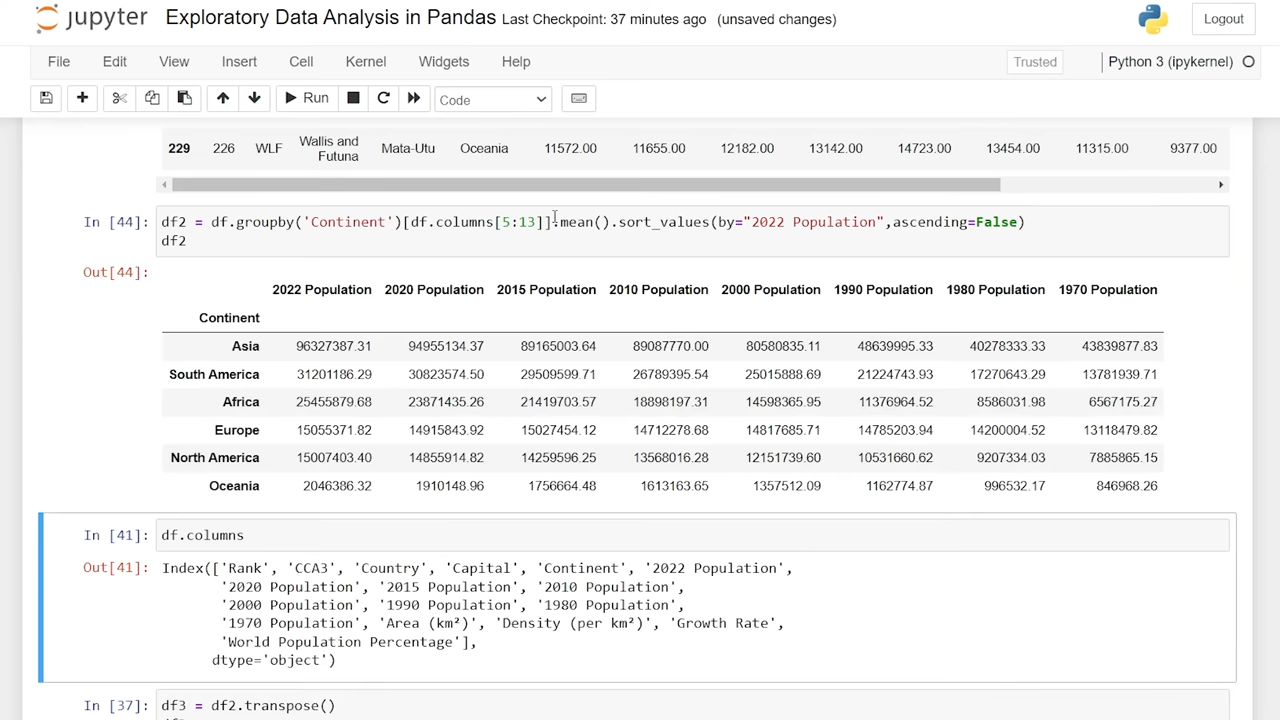 jupyter Exploratory Data Analysis in Pandas Last Checkpoint: 37 minutes ago (unsaved changes) Logout
File Edit View Insert Cell Kernel Widgets Help Trusted Python 3 (ipykernel)
Run Code
229 226 WLF Wallis and Futuna Mata-Utu Oceania 11572.00 11655.00 12182.00 13142.00 14723.00 13454.00 11315.00 9377.00
In [44]: df2 = df.groupby('Continent')[df.columns[5:13]].mean().sort_values(by="2022 Population",ascending=False)
df2
Out[44]:
2022 Population 2020 Population 2015 Population 2010 Population 2000 Population 1990 Population 1980 Population 1970 Population
Continent
Asia 96327387.31 94955134.37 89165003.64 89087770.00 80580835.11 48639995.33 40278333.33 43839877.83
South America 31201186.29 30823574.50 29509599.71 26789395.54 25015888.69 21224743.93 17270643.29 13781939.71
Africa 25455879.68 23871435.26 21419703.57 18898197.31 14598365.95 11376964.52 8586031.98 6567175.27
Europe 15055371.82 14915843.92 15027454.12 14712278.68 14817685.71 14785203.94 14200004.52 13118479.82
North America 15007403.40 14855914.82 14259596.25 13568016.28 12151739.60 10531660.62 9207334.03 7885865.15
Oceania 2046386.32 1910148.96 1756664.48 1613163.65 1357512.09 1162774.87 996532.17 846968.26
In [41]: df.columns
Out[41]: Index(['Rank', 'CCA3', 'Country', 'Capital', 'Continent', '2022 Population',
'2020 Population', '2015 Population', '2010 Population',
'2000 Population', '1990 Population', '1980 Population',
'1970 Population', 'Area (km²)', 'Density (per km²)', 'Growth Rate',
'World Population Percentage'],
dtype='object')
In [37]: df3 = df2.transpose()